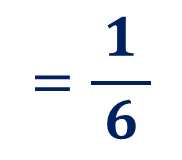 = 1/6